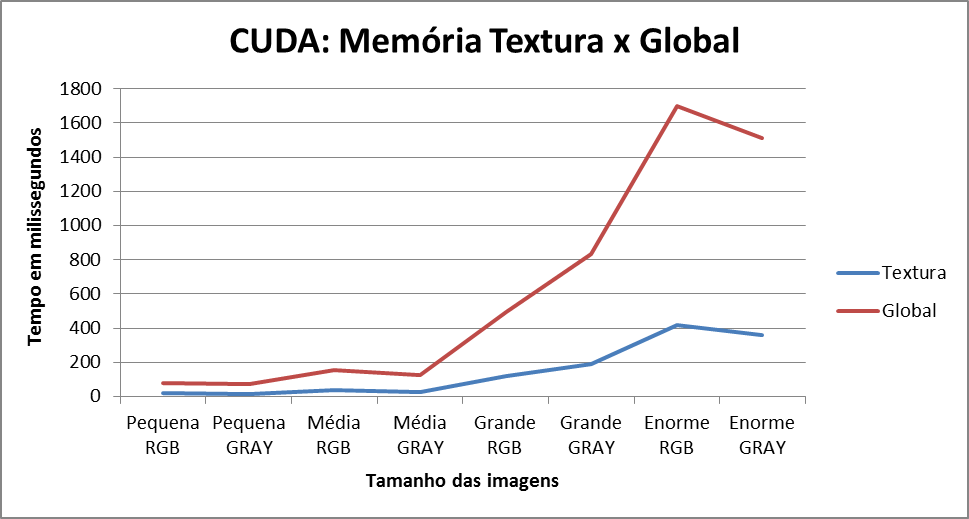 CUDA: Memória Textura x Global
Tempo em milissegundos
1800
1600
1400
1200
1000
800
600
400
200
0
Pequena RGB
Pequena GRAY
Média RGB
Média GRAY
Grande RGB
Grande GRAY
Enorme RGB
Enorme GRAY
Tamanho das imagens
Textura
Global